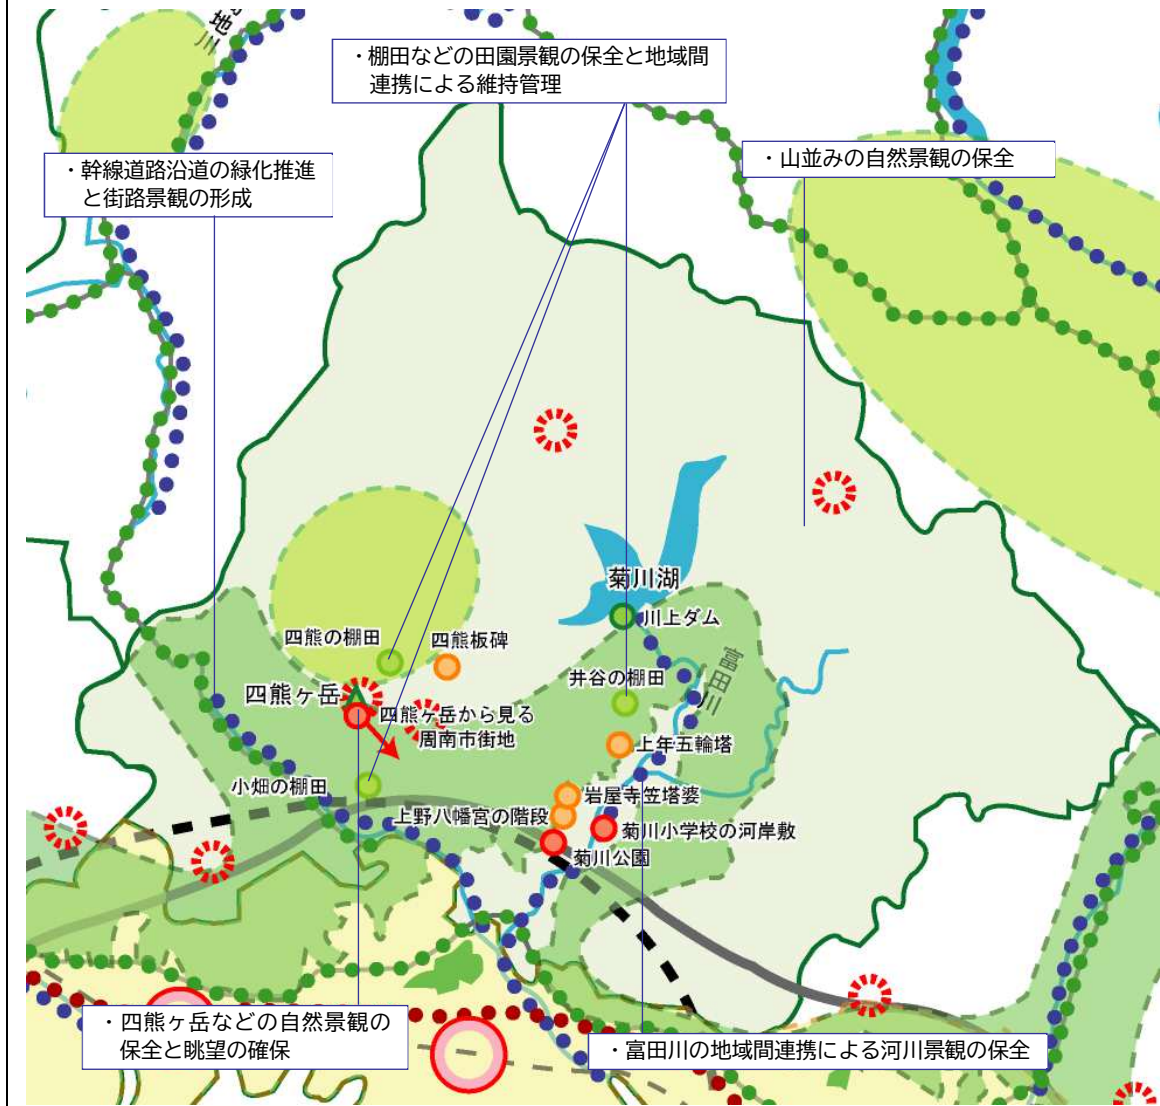 地川
・棚田などの田園景観の保全と地域間
連携による維持管理
・幹線道路沿道の緑化推進
と街路景観の形成
・山並みの自然景観の保全
菊川湖
川上ダム
四熊の棚田
四熊板碑
井谷の棚田
富田川
四熊ヶ岳
四熊ヶ岳から見る
周南市街地
上年五輪塔
小畑の棚田
岩屋寺笠塔婆
上野八幡宮の階段
菊川小学校の河岸敷
菊川公園
・四熊ヶ岳などの自然景観の
保全と眺望の確保
・富田川の地域間連携による河川景観の保全